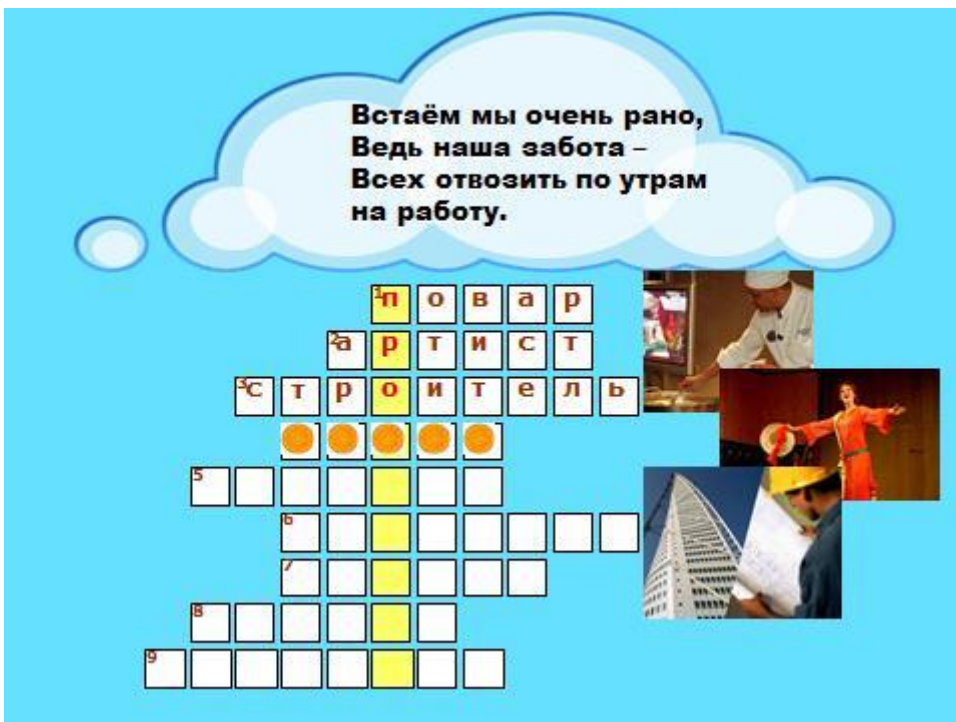 Встаём мы очень рано,
Ведь наша забота –
Всех отвозить по утрам
на работу.
1повар
2артист
3строитель
5
6
7
8
9